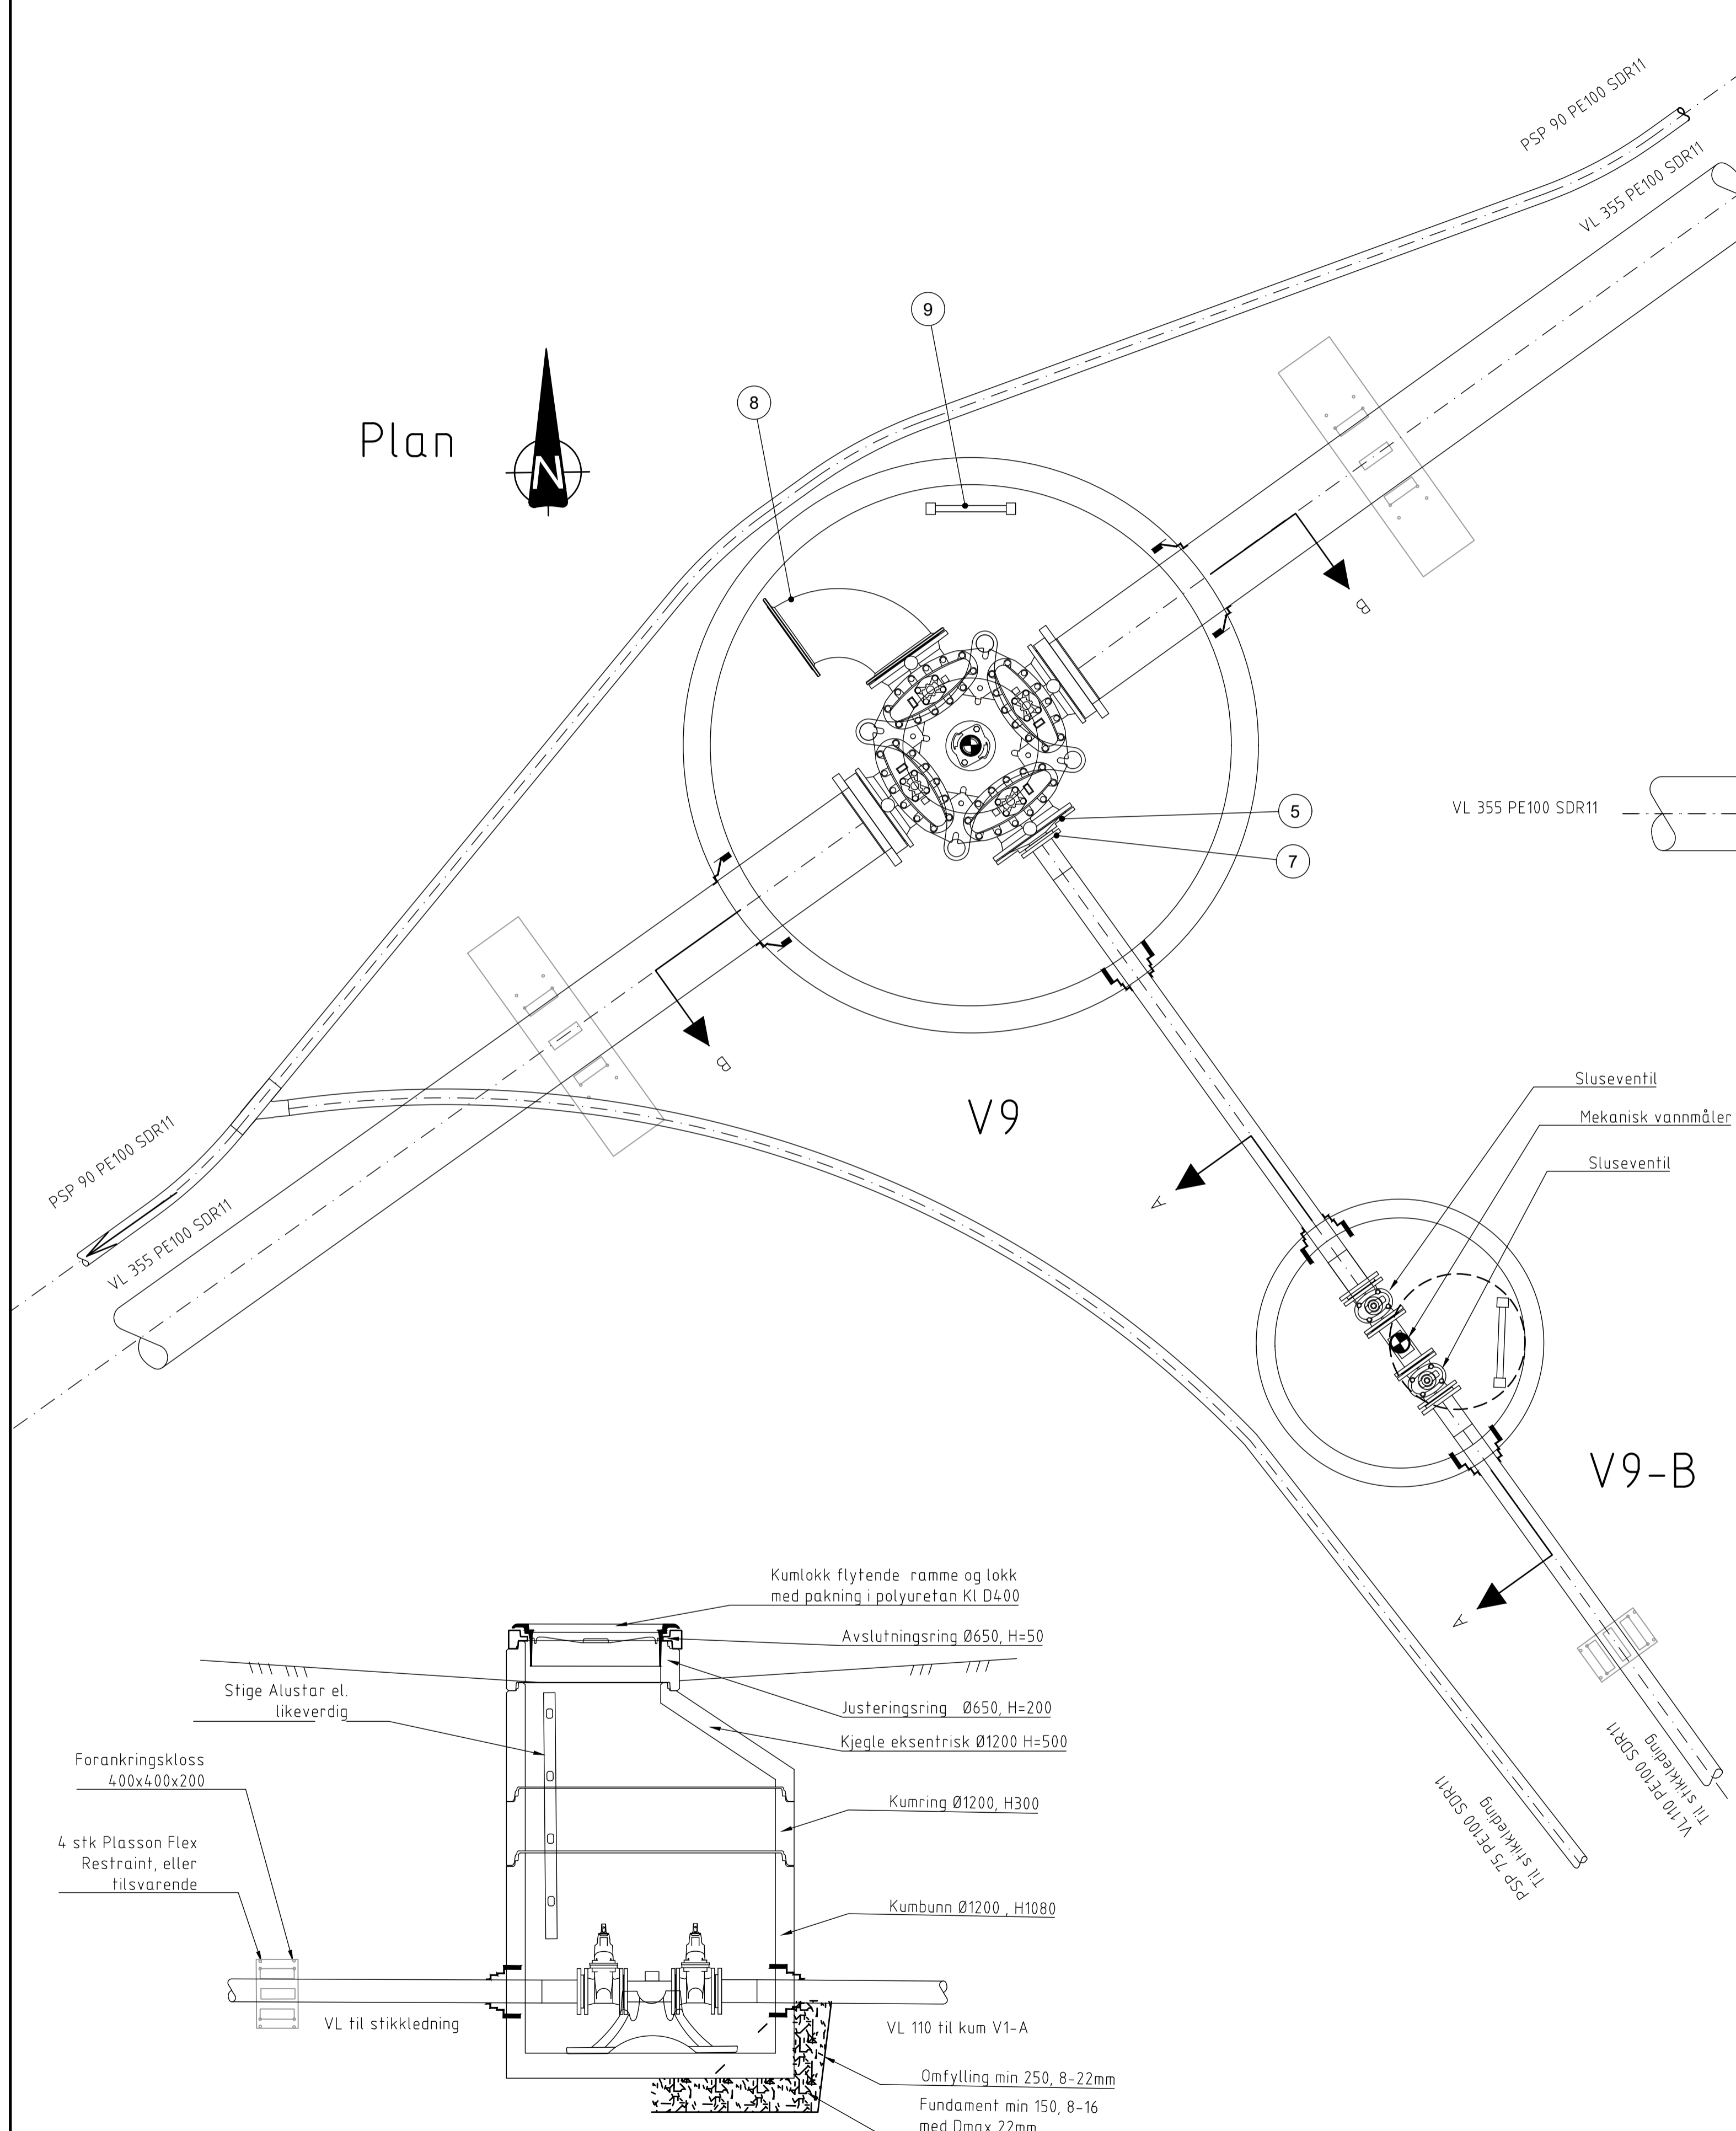 PSP 90 PE100 SDR11
VL 355 PE100 SDR11
9
8
Plan
N
B
5
VL 355 PE100 SDR11
7
B
V9
Sluseventil
Mekanisk vannmåler
Sluseventil
PSP 90 PE100 SDR11
VL 355 PE100 SDR11
A
V9-B
A
Kumlokk flytende ramme og lokk
med pakning i polyuretan Kl D400
Avslutningsring Ø650, H=50
Stige Alustar el.
likeverdig
Justeringsring Ø650, H=200
Kjegle eksentrisk Ø1200 H=500
Forankringskloss
400x400x200
Kumring Ø1200, H300
4 stk Plasson Flex
Restraint, eller
tilsvarende
Kumbunn Ø1200 , H1080
VL110 PE100 SDR11
Til stikkleding
PSP 75 PE100 SDR11
Til stikkleding
VL til stikkledning
VL 110 til kum V1-A
Omfylling min 250, 8-22mm
Fundament min 150, 8-16
med Dmax 22mm